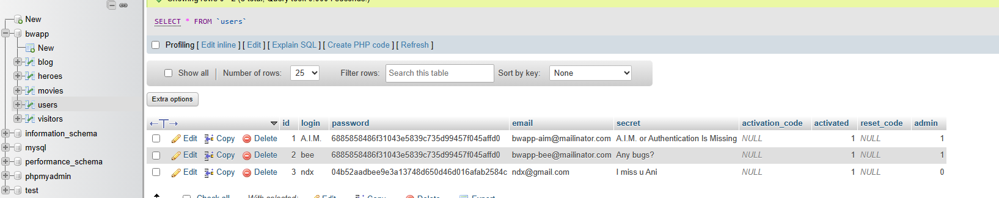 New
bwapp
New
blog
heroes
movies
users
visitors
information_schema
mysql
performance_schema
phpmyadmin
test
SELECT * FROM `users`
Profiling [ Edit inline ] [ Edit ] [ Explain SQL ] [ Create PHP code ] [ Refresh ]
Show all Number of rows: 25 Filter rows: Search this table Sort by key: None
Extra options
id login password email secret activation_code activated reset_code admin
Edit Copy Delete 1 A.I.M. 6885858486f31043e5839c735d99457f045affd0 bwapp-aim@mailinator.com A.I.M. or Authentication Is Missing NULL 1 NULL 1
Edit Copy Delete 2 bee 6885858486f31043e5839c735d99457f045affd0 bwapp-bee@mailinator.com Any bugs? NULL 1 NULL 1
Edit Copy Delete 3 ndx 04b52aadbee9e3a13748d650d46d016afab2584c ndx@gmail.com I miss u Ani NULL 1 NULL 0
Check all With selected: Edit Copy Delete Export